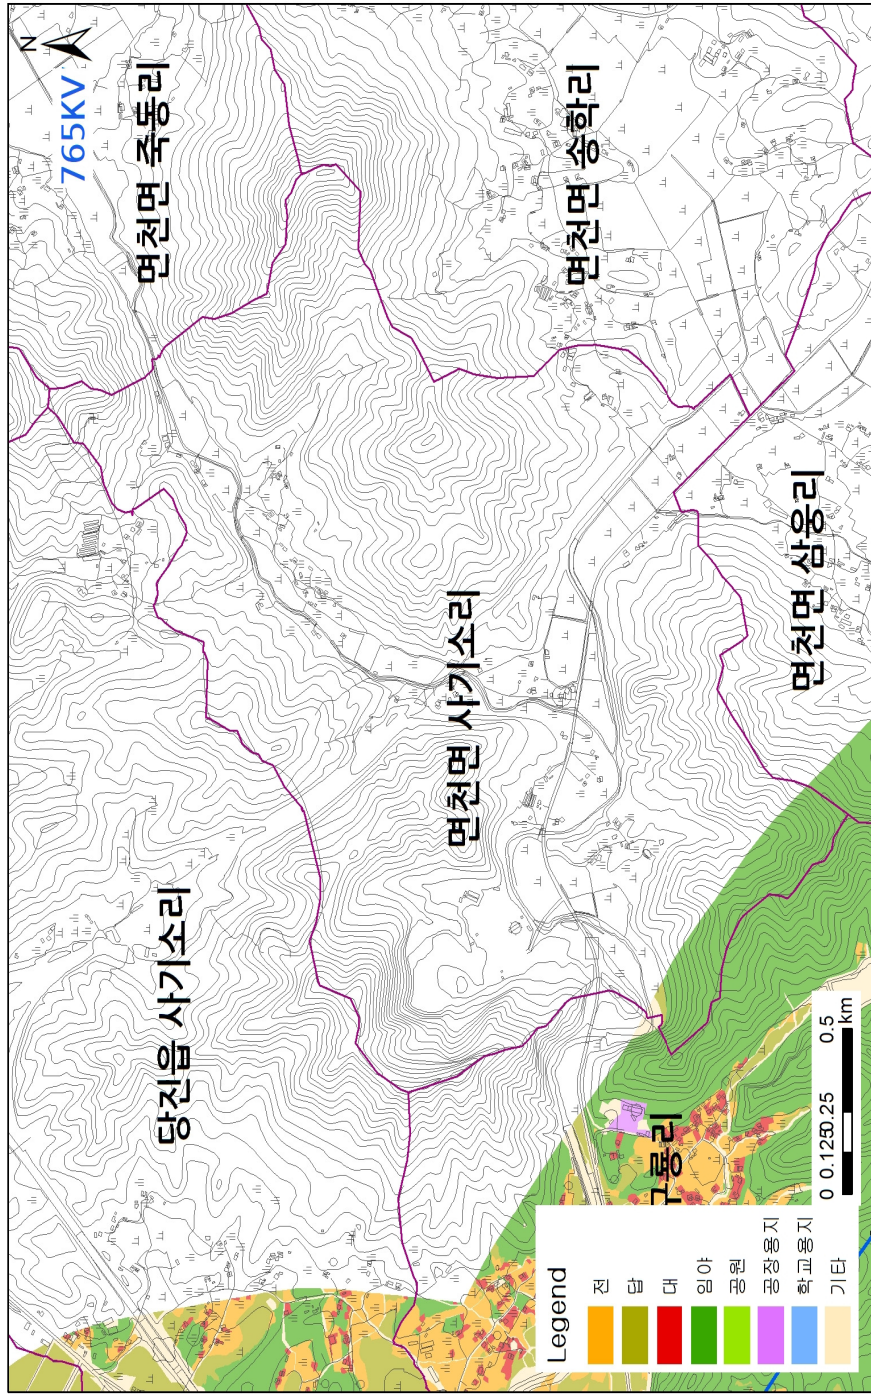 N
765KV
면천면 죽동리
면천면 송학리
당진읍 사기소리
면천면 사기소리
면천면 삼웅리
구룡리
Legend
전
답
대
임야
공원
공장용지
학교용지
기타
0 0.125 0.25 0.5
km